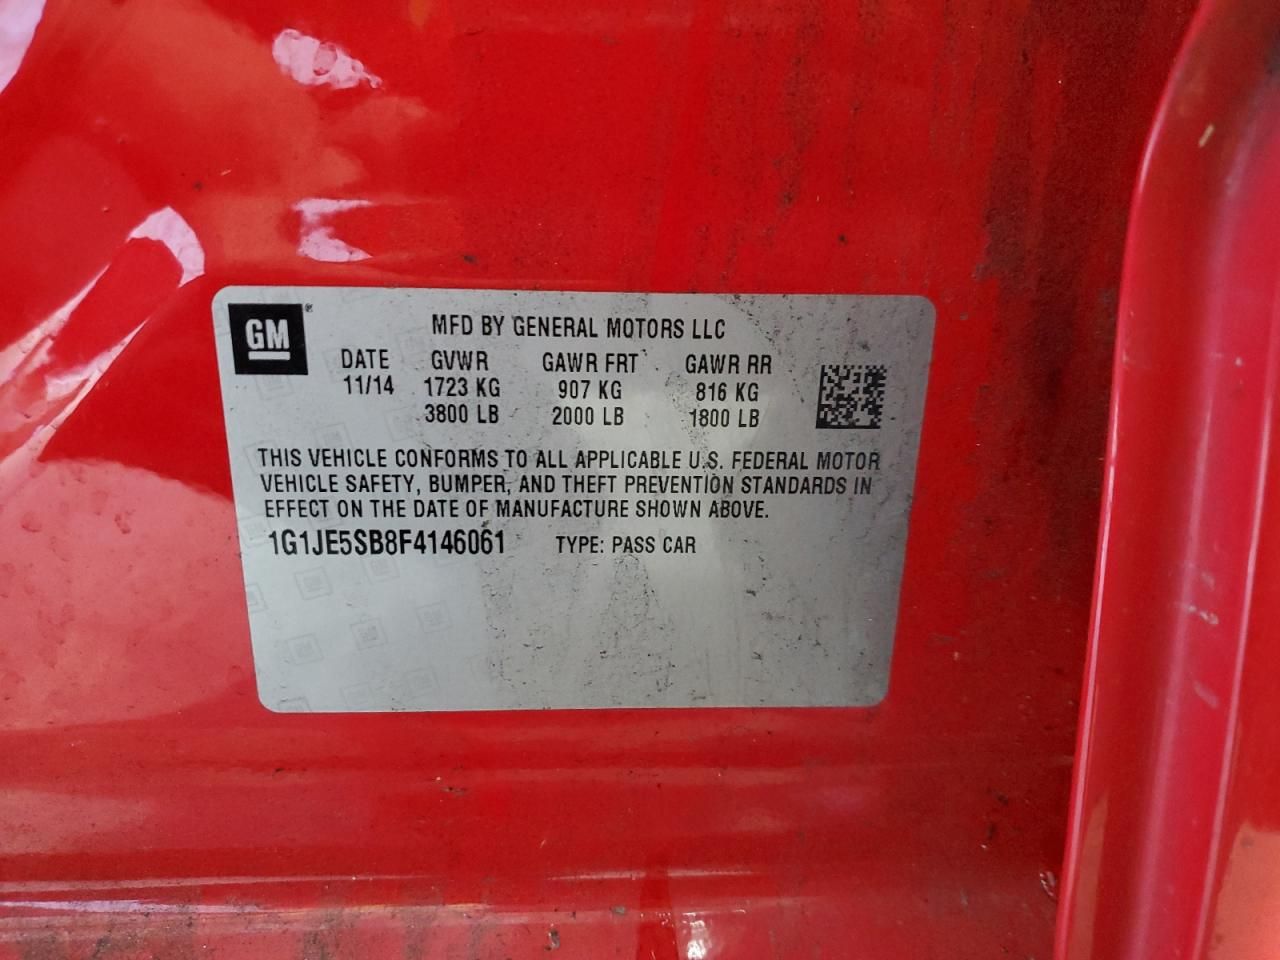 GM ®
MFD BY GENERAL MOTORS LLC
DATE GVWR GAWR FRT GAWR RR
11/14 1723 KG 907 KG 816 KG
3800 LB 2000 LB 1800 LB
THIS VEHICLE CONFORMS TO ALL APPLICABLE U.S. FEDERAL MOTOR
VEHICLE SAFETY, BUMPER, AND THEFT PREVENTION STANDARDS IN
EFFECT ON THE DATE OF MANUFACTURE SHOWN ABOVE.
1G1JE5SB8F4146061 TYPE: PASS CAR